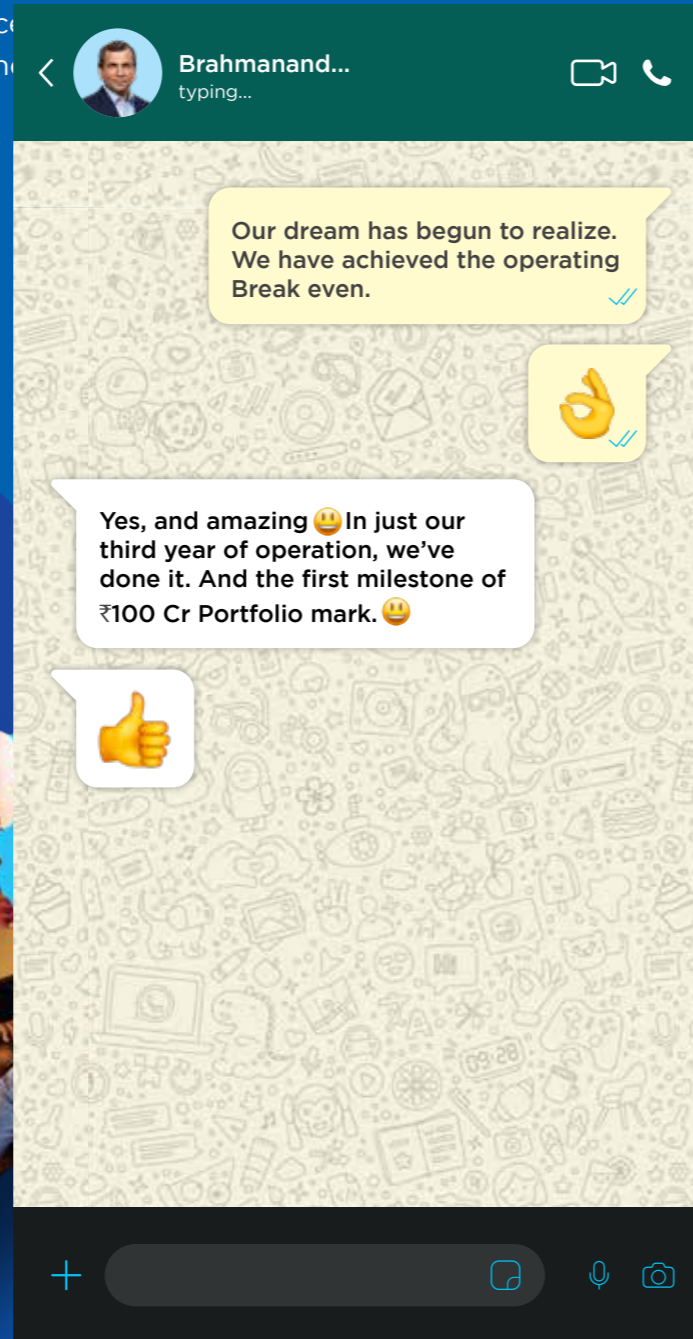 Brahmanand...
typing...
Our dream has begun to realize.
We have achieved the operating
Break even.
👌
Yes, and amazing 😃 In just our
third year of operation, we’ve
done it. And the first milestone of
₹100 Cr Portfolio mark. 😃
👍
09:28